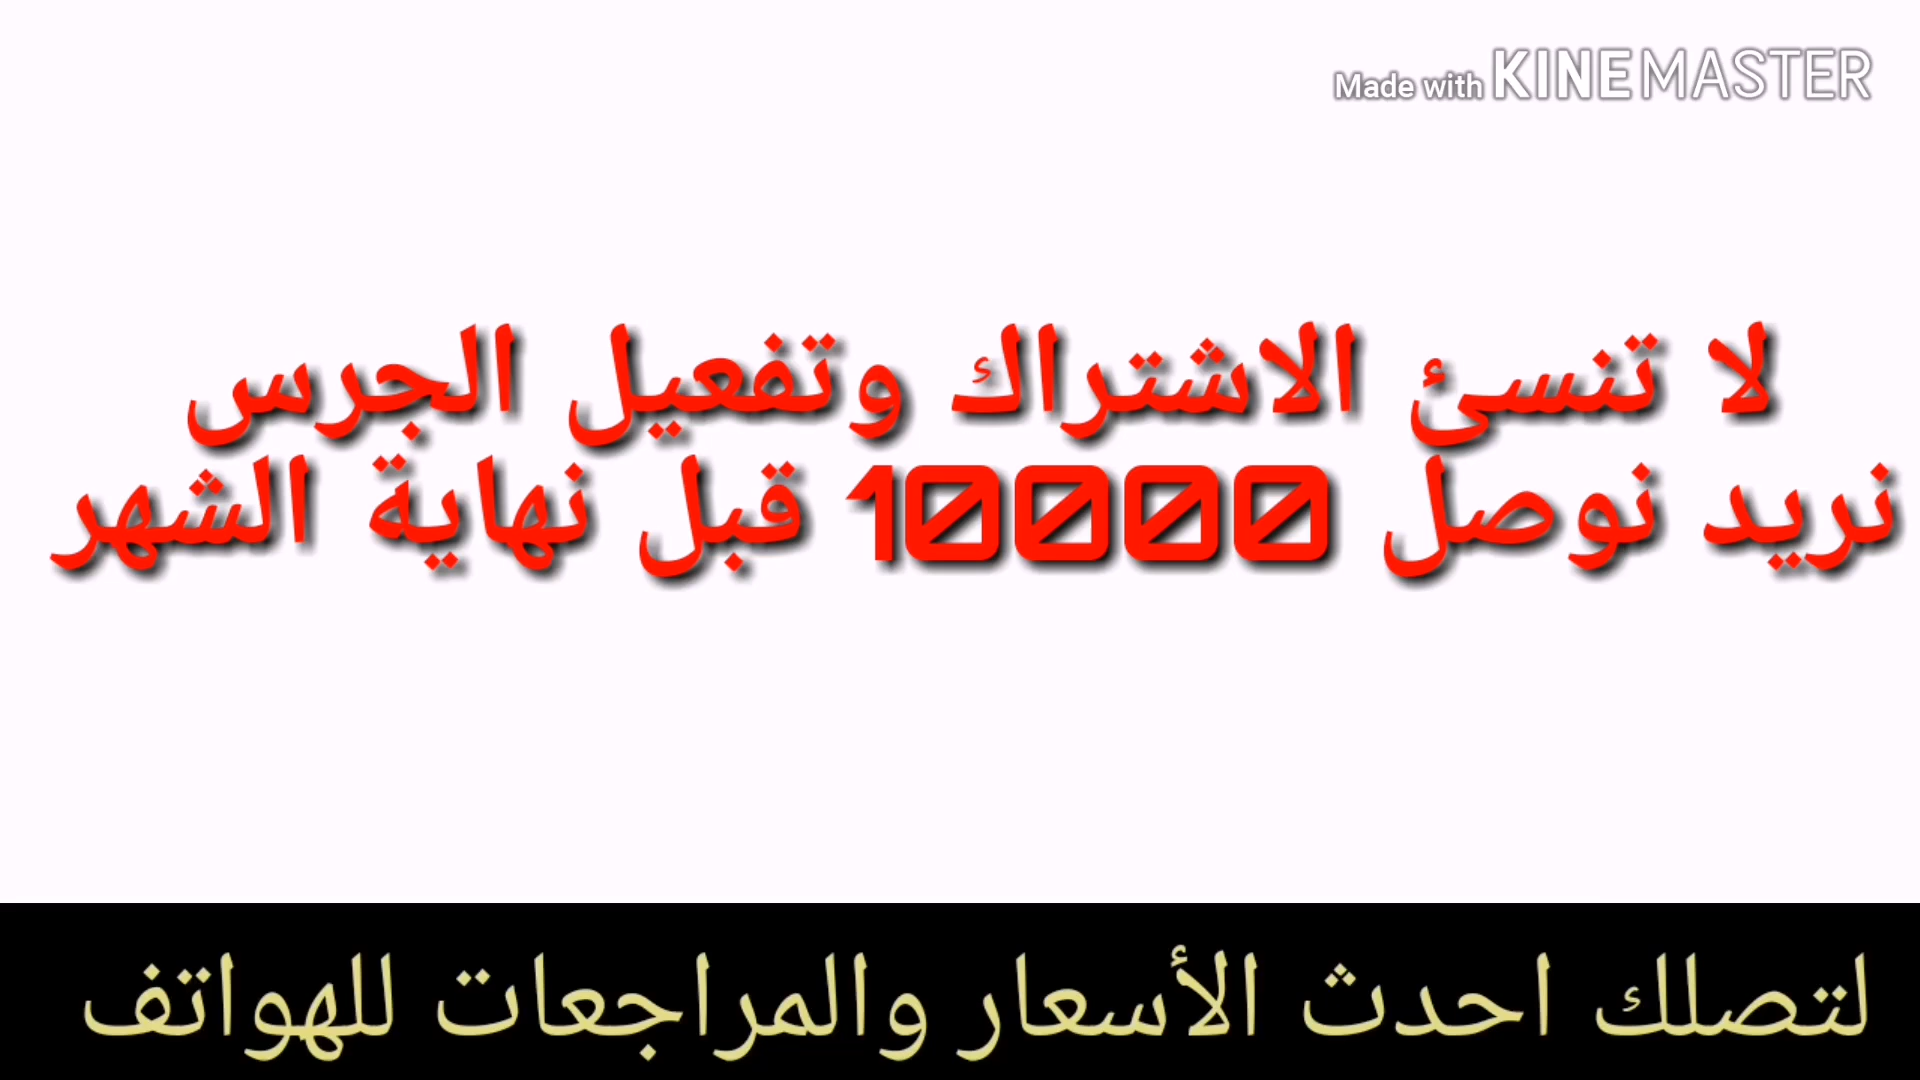 Made with KINEMASTER
لا تنسئ الاشتراك وتفعيل الجرس
نريد نوصل 10000 قبل نهاية الشهر
لتصلك احدث الأسعار والمراجعات للهواتف